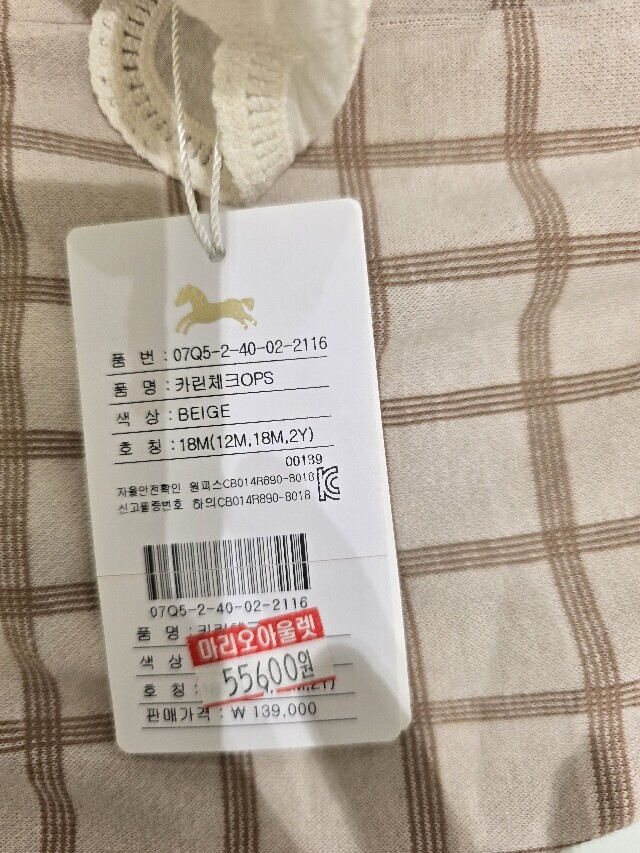 품 번 : 07Q5-2-40-02-2116
품 명 : 카린체크OPS
색 상 : BEIGE
호 칭 : 18M(12M,18M,2Y)
00139
자율안전확인 원피스CB014R890-8018
신고필증번호 하의CB014R890-8018
07Q5-2-40-02-2116
품 명 :
마리오아울렛
색 상
55600원
호 칭 :
판매가격 : ₩ 139,000